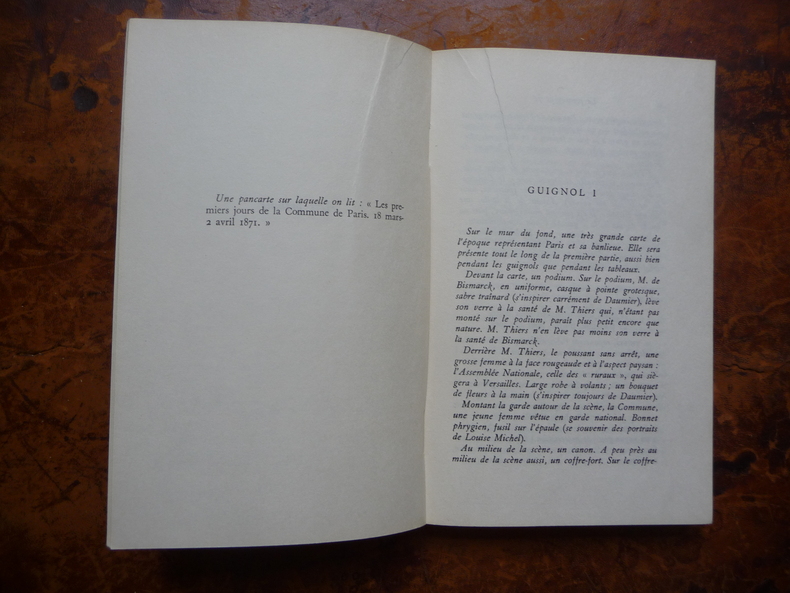 Une pancarte sur laquelle on lit : « Les pre-
miers jours de la Commune de Paris. 18 mars-
2 avril 1871. »
GUIGNOL I
Sur le mur du fond, une très grande carte de
l'époque représentant Paris et sa banlieue. Elle sera
présente tout le long de la première partie, aussi bien
pendant les guignols que pendant les tableaux.
Devant la carte, un podium. Sur le podium, M. de
Bismarck, en uniforme, casque à pointe grotesque,
sabre traînard (s'inspirer carrément de Daumier), lève
son verre à la santé de M. Thiers qui, n'étant pas
monté sur le podium, paraît plus petit encore que
nature. M. Thiers n'en lève pas moins son verre à
la santé de Bismarck.
Derrière M. Thiers, le poussant sans arrêt, une
grosse femme à la face rougeaude et à l'aspect paysan :
l'Assemblée Nationale, celle des « ruraux », qui siè-
gera à Versailles. Large robe à volants ; un bouquet
de fleurs à la main (s'inspirer toujours de Daumier).
Montant la garde autour de la scène, la Commune,
une jeune femme vêtue en garde national. Bonnet
phrygien, fusil sur l'épaule (se souvenir des portraits
de Louise Michel).
Au milieu de la scène, un canon. A peu près au
milieu de la scène aussi, un coffre-fort. Sur le coffre-